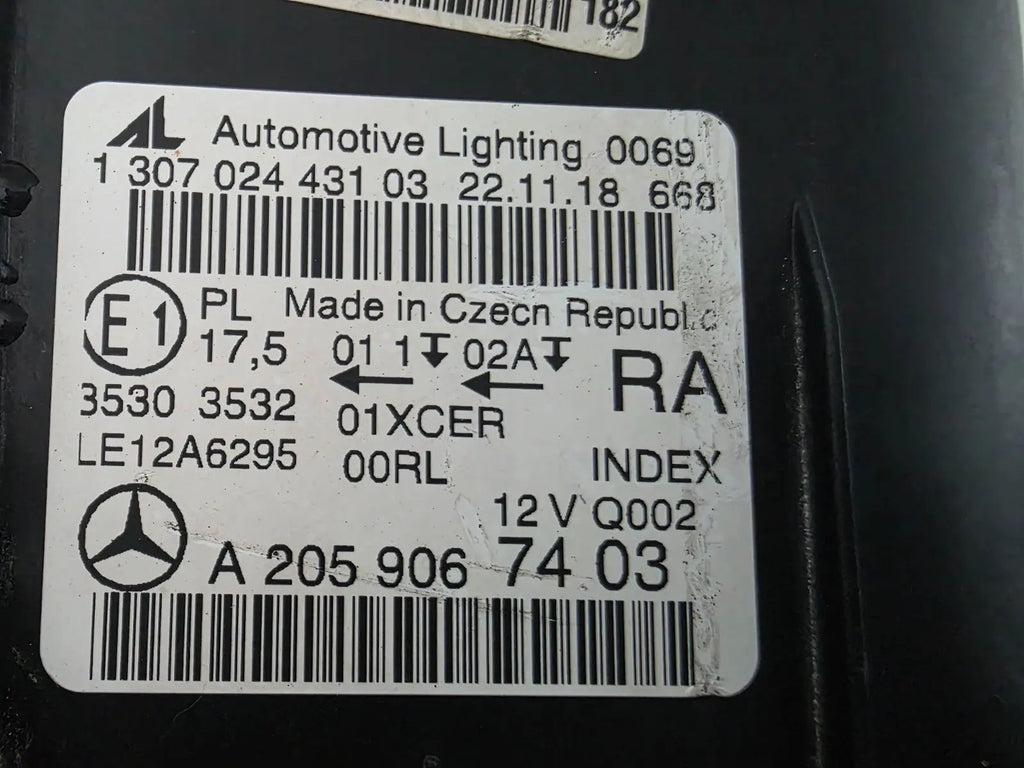 182
AL Automotive Lighting 0069
1 307 024 431 03 22.11.18 668
E1 PL Made in Czech Republic
17,5 01 1 02A RA
3530 3532 01XCER
LE12A6295 00RL INDEX
12 V Q002
A 205 906 74 03